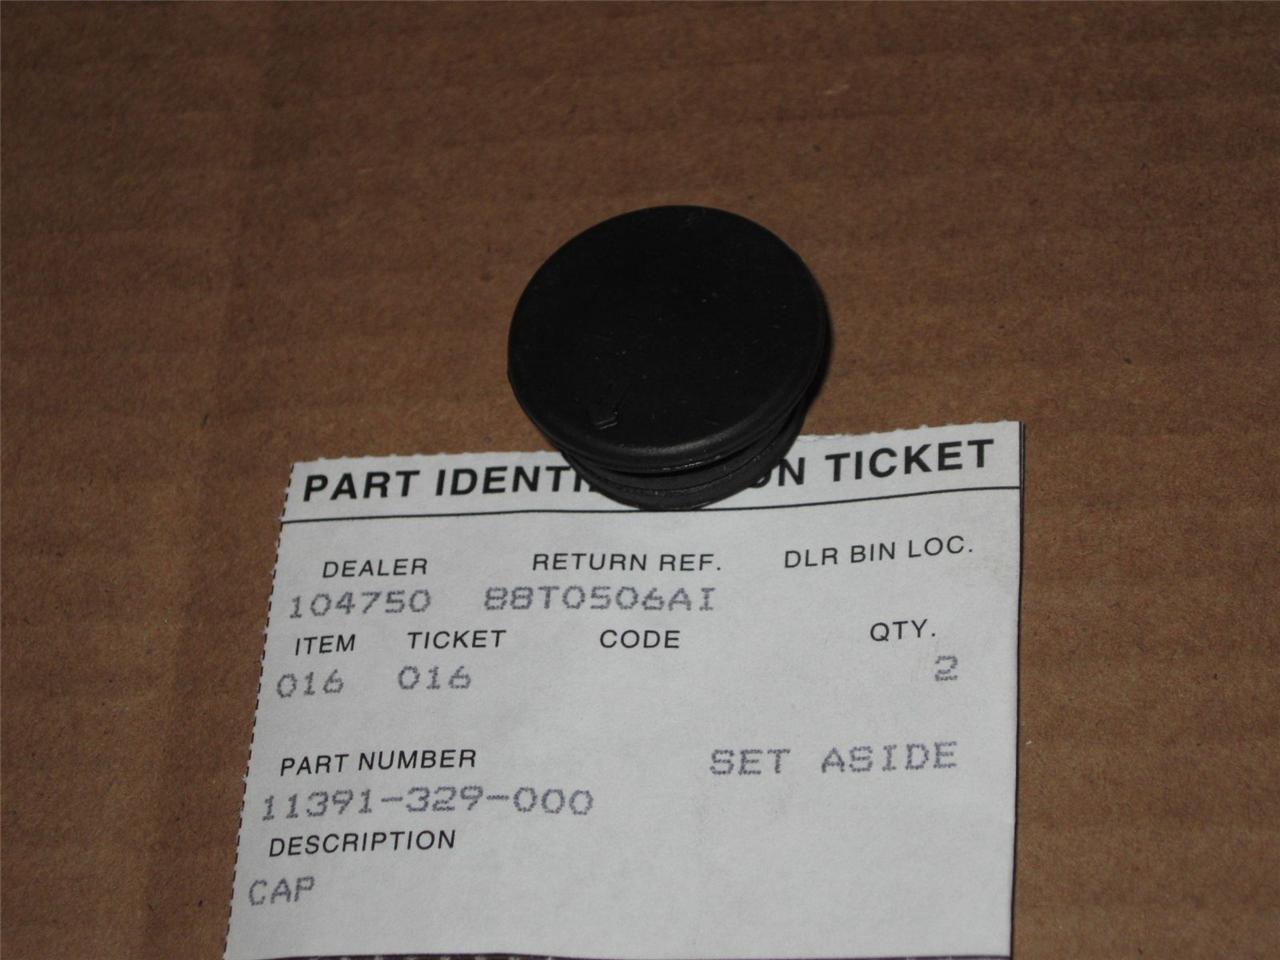 PART IDENTI ON TICKET
DEALER RETURN REF. DLR BIN LOC.
104750 88T0506AI
ITEM TICKET CODE QTY.
016 016 2
PART NUMBER SET ASIDE
11391-329-000
DESCRIPTION
CAP